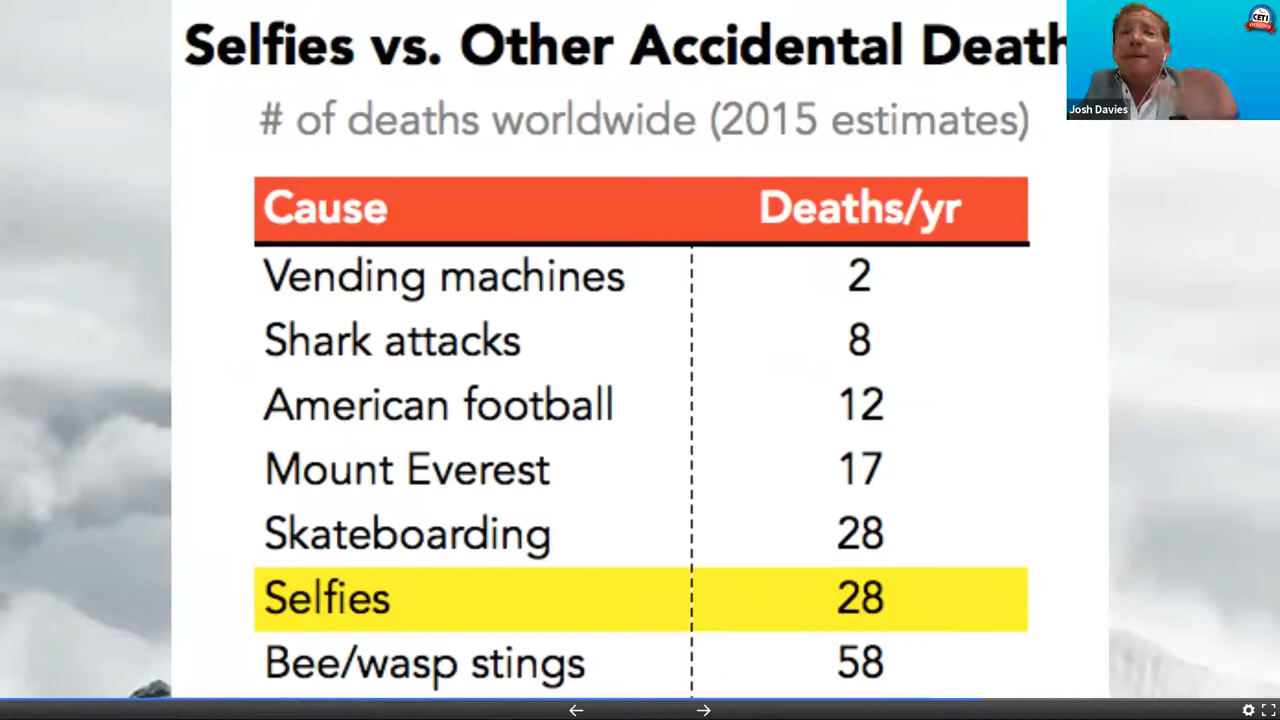 Selfies vs. Other Accidental Death
# of deaths worldwide (2015 estimates)
Cause Deaths/yr
Vending machines 2
Shark attacks 8
American football 12
Mount Everest 17
Skateboarding 28
Selfies 28
Bee/wasp stings 58
Josh Davies
CETI